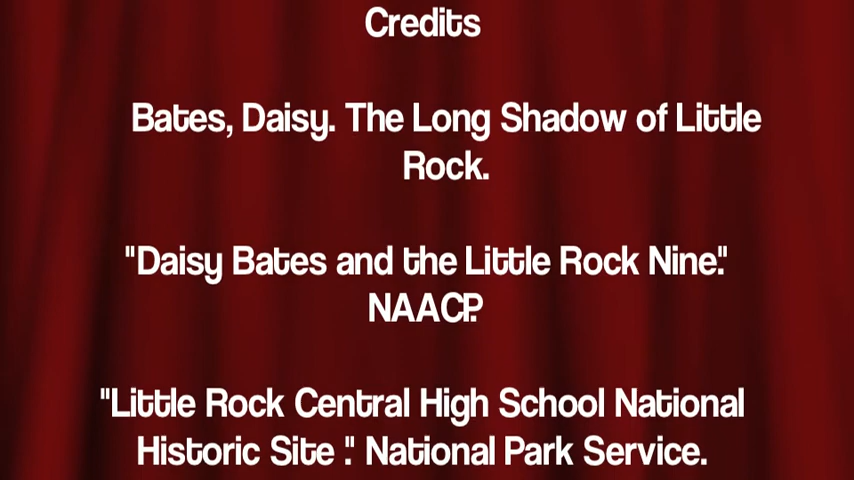 Credits
Bates, Daisy. The Long Shadow of Little
Rock.
"Daisy Bates and the Little Rock Nine."
NAACP.
"Little Rock Central High School National
Historic Site ." National Park Service.